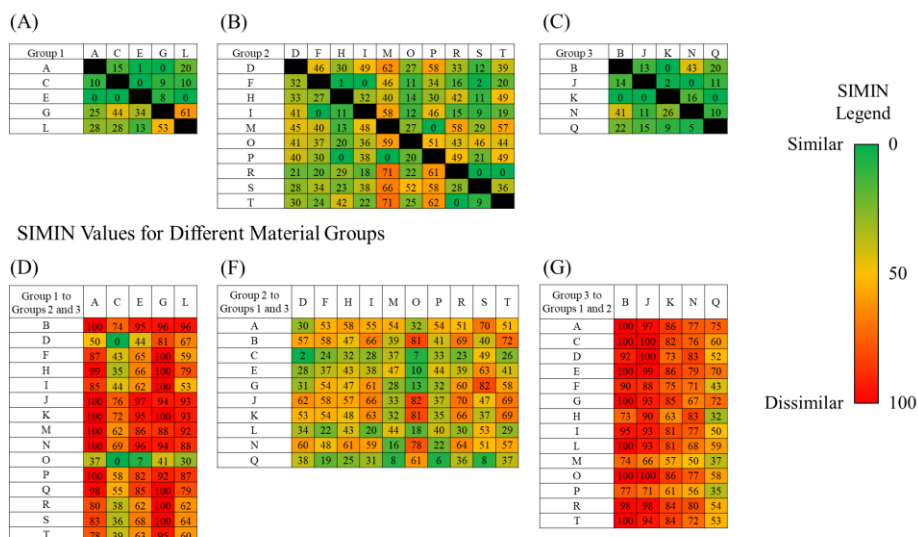 (A) (B) (C)
Group 1 A C E G L
A 15 1 0 20
C 10 0 9 10
E 0 0 8 0
G 25 44 34 61
L 28 28 13 53
Group 2 D F H I M O P R S T
D 46 30 49 62 27 58 33 12 39
F 32 1 0 46 11 34 16 2 20
H 33 27 32 40 14 30 42 11 49
I 41 0 11 58 12 46 15 9 19
M 45 40 13 48 27 0 58 29 57
O 41 37 20 36 59 51 43 46 44
P 40 30 0 38 0 20 49 21 49
R 21 20 29 18 71 22 61 0 0
S 28 34 23 38 66 52 58 28 36
T 30 24 42 22 71 25 62 0 9
Group 3 B J K N Q
B 13 0 43 20
J 14 2 0 11
K 0 0 16 0
N 41 11 26 10
Q 22 15 9 5
SIMIN
Legend
Similar 0
50
Dissimilar 100
SIMIN Values for Different Material Groups
(D) (F) (G)
Group 1 to
Groups 2 and 3 A C E G L
B 100 74 95 96 96
D 50 0 44 81 67
F 87 43 65 100 59
H 99 35 66 100 79
I 85 44 62 100 53
J 100 76 97 94 93
K 100 72 95 100 93
M 100 62 86 88 92
N 100 69 96 94 88
O 37 0 7 41 30
P 100 58 82 92 87
Q 98 55 85 100 79
R 80 38 62 100 62
S 83 36 68 100 64
T 78 39 63 95 60
Group 2 to
Groups 1 and 3 D F H I M O P R S T
A 30 53 58 55 54 32 54 51 70 51
B 57 58 47 66 39 81 41 69 40 72
C 2 24 32 28 37 7 33 23 49 26
E 28 37 43 38 47 10 44 39 63 41
G 31 54 47 61 28 13 32 60 82 58
J 62 58 57 66 33 82 37 70 47 69
K 53 54 48 63 32 81 35 66 37 69
L 34 22 43 20 44 18 40 30 53 29
N 60 48 61 59 16 78 22 64 51 57
Q 38 19 25 31 8 61 6 36 8 37
Group 3 to
Groups 1 and 2 B J K N Q
A 100 97 86 77 75
C 100 100 82 76 60
D 92 100 73 83 52
E 100 99 86 79 70
F 90 88 75 71 43
G 100 93 85 67 72
H 73 90 63 83 32
I 95 93 81 77 50
L 100 93 81 68 59
M 74 66 57 50 37
O 100 100 86 77 58
P 77 71 61 56 35
R 98 98 84 80 54
T 100 94 84 72 53